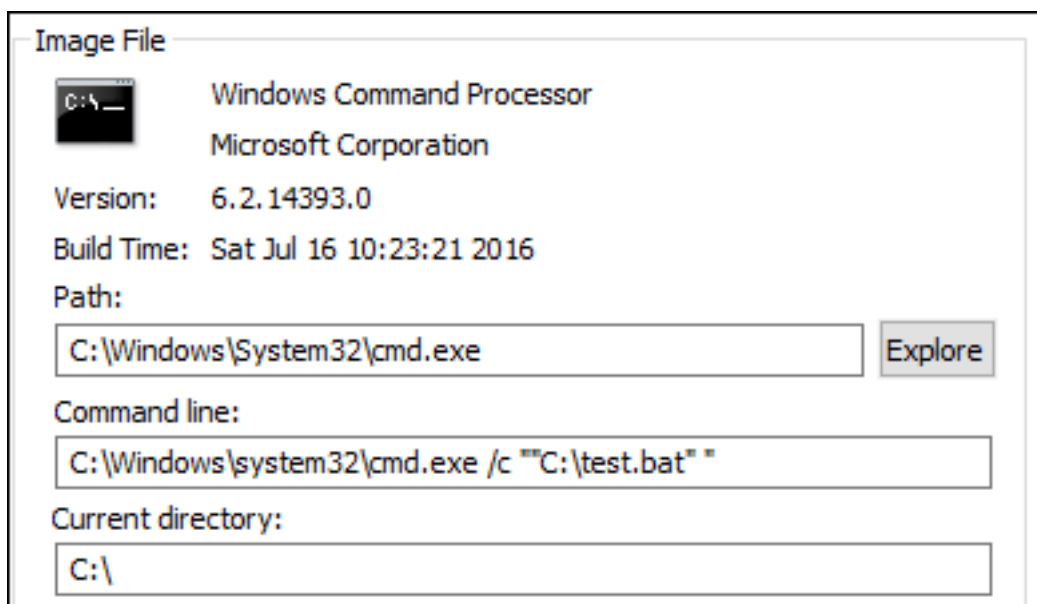 Image File
C:\
Windows Command Processor
Microsoft Corporation
Version: 6.2.14393.0
Build Time: Sat Jul 16 10:23:21 2016
Path:
C:\Windows\System32\cmd.exe Explore
Command line:
C:\Windows\system32\cmd.exe /c ""C:\test.bat" "
Current directory:
C:\